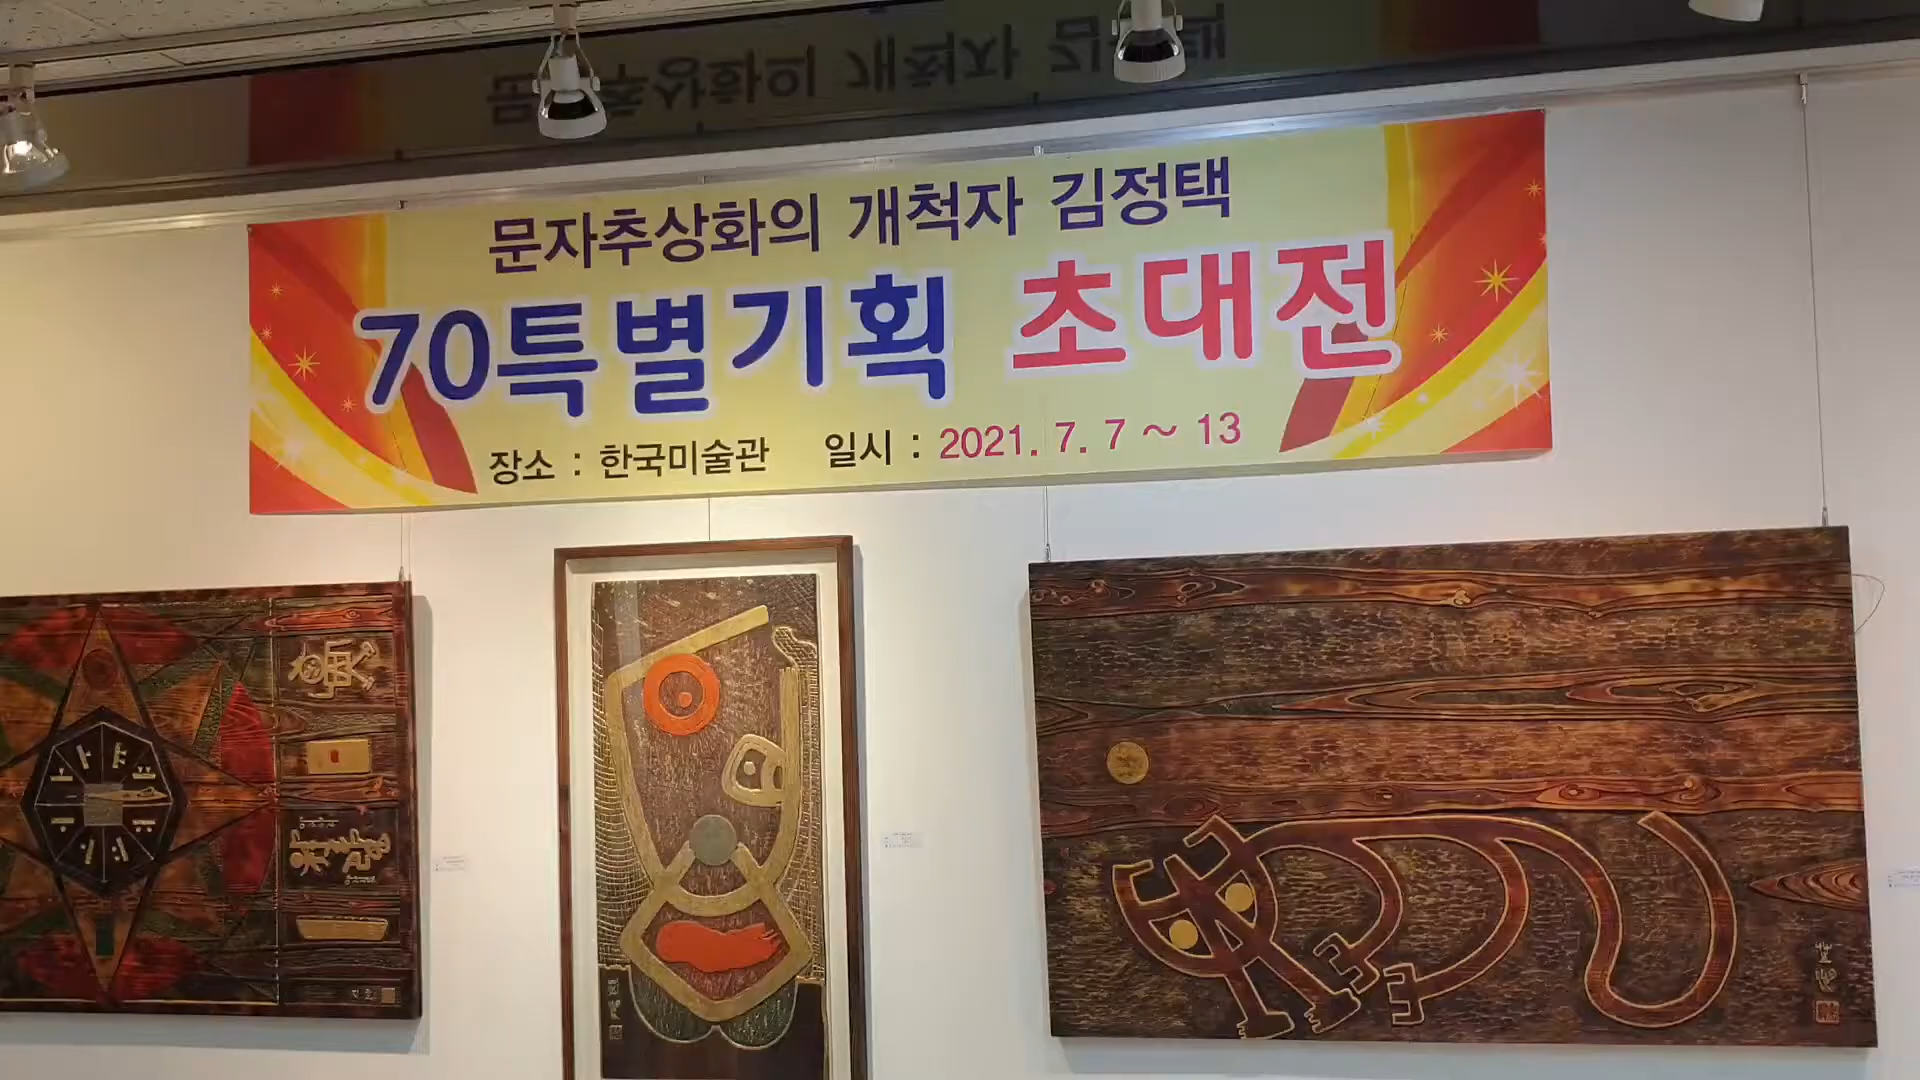 문자추상화의 개척자 김정택
70특별기획 초대전
장소 : 한국미술관 일시 : 2021. 7. 7 ~ 13